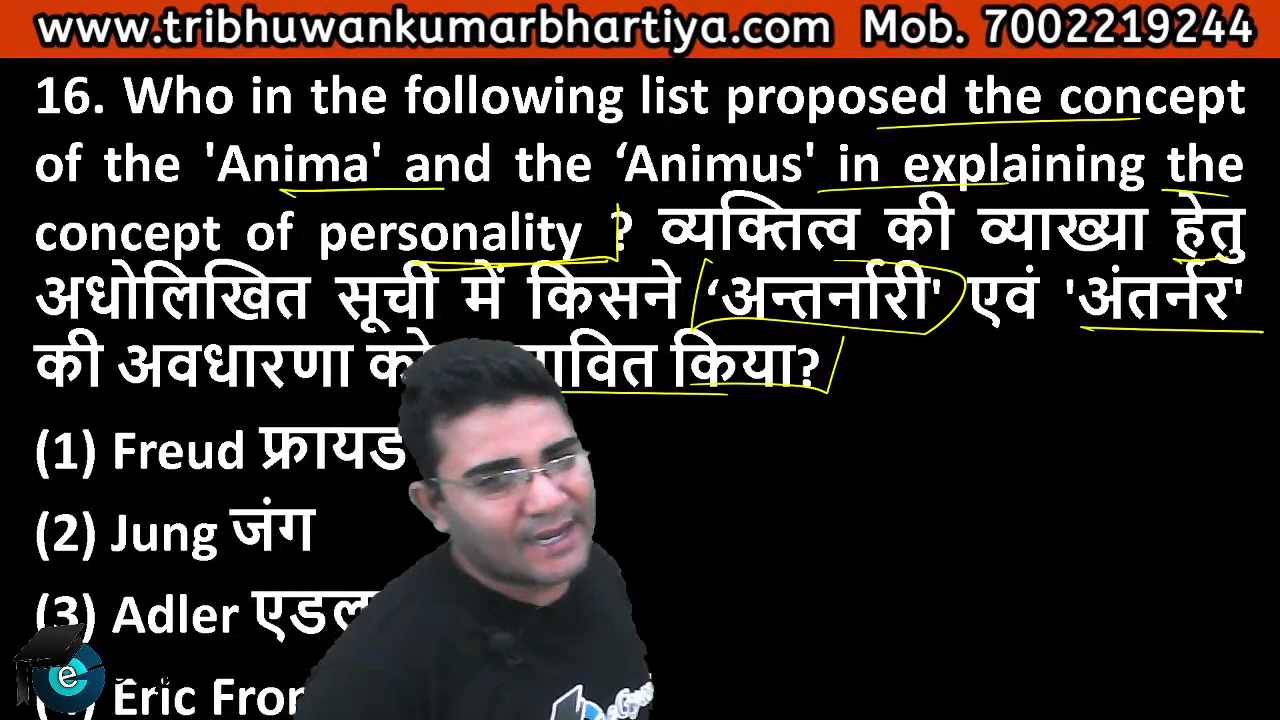 www.tribhuwankumarbhartiya.com Mob. 7002219244
16. Who in the following list proposed the concept
of the 'Anima' and the ‘Animus' in explaining the
concept of personality ? व्यक्तित्व की व्याख्या हेतु
अधोलिखित सूची में किसने ‘अन्तर्नारी' एवं 'अंतर्नर'
की अवधारणा किया?
(1) Freud फ्रायड
(2) Jung जंग
(3) Adler
Eric
e